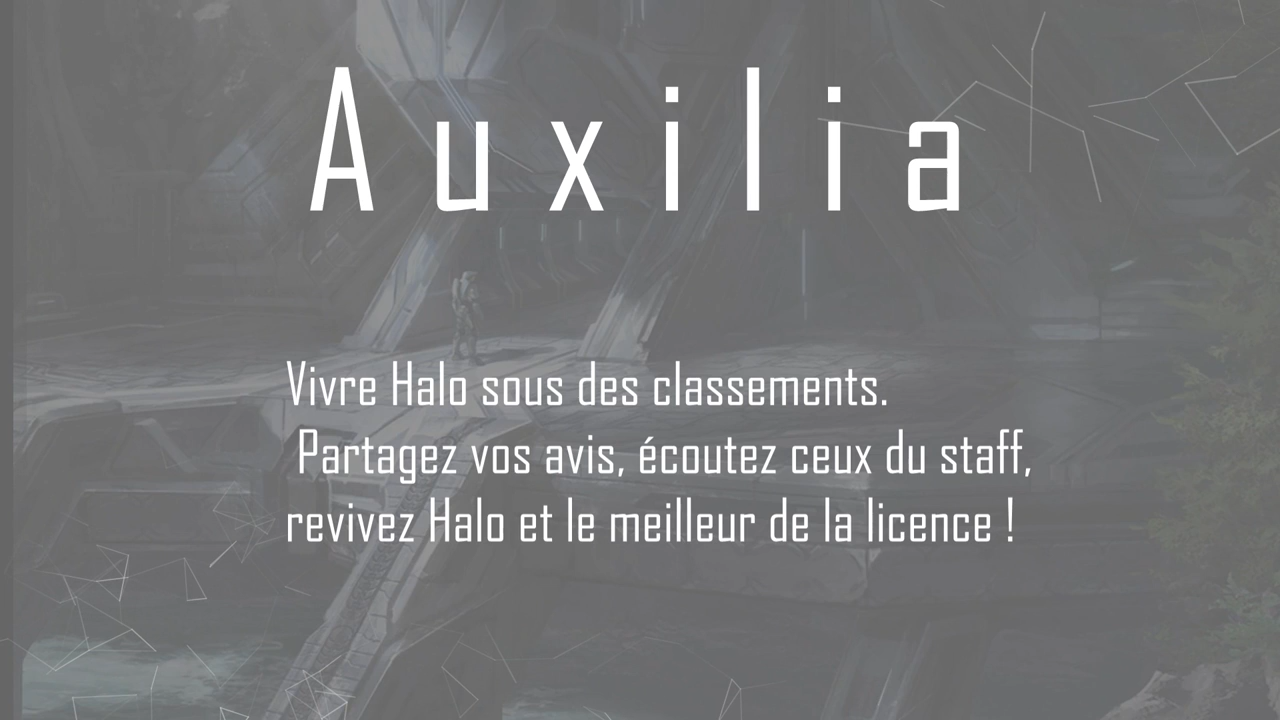 Auxilia
Vivre Halo sous des classements.
Partagez vos avis, écoutez ceux du staff,
revivez Halo et le meilleur de la licence !